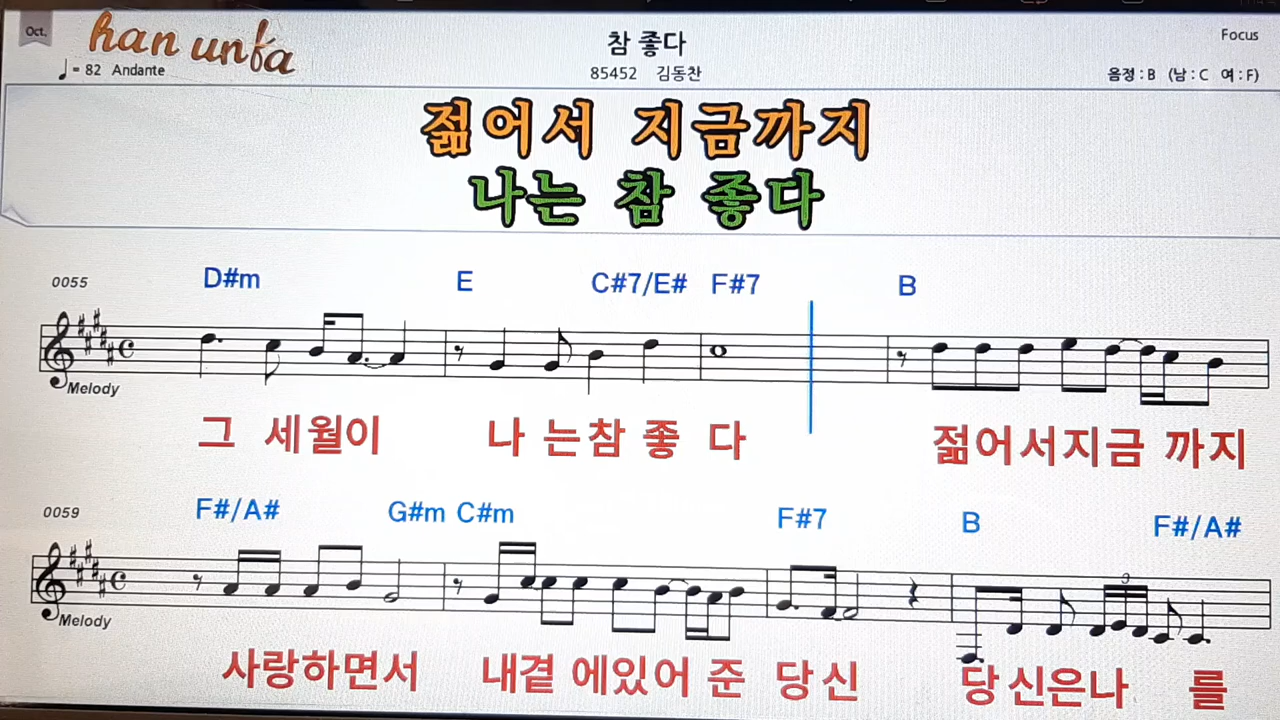 Oct.
han unfa
참 좋다
Focus
♩= 82 Andante
85452 김동찬
음정 : B (남 : C 여 : F)
젊어서 지금까지
나는 참 좋다
0055
D#m E C#7/E# F#7 B
Melody
그 세월이 나 는참 좋 다 젊어서지금 까지
0059
F#/A# G#m C#m F#7 B F#/A#
3
Melody
사랑하면서 내곁 에있어 준 당신 당신은나 를